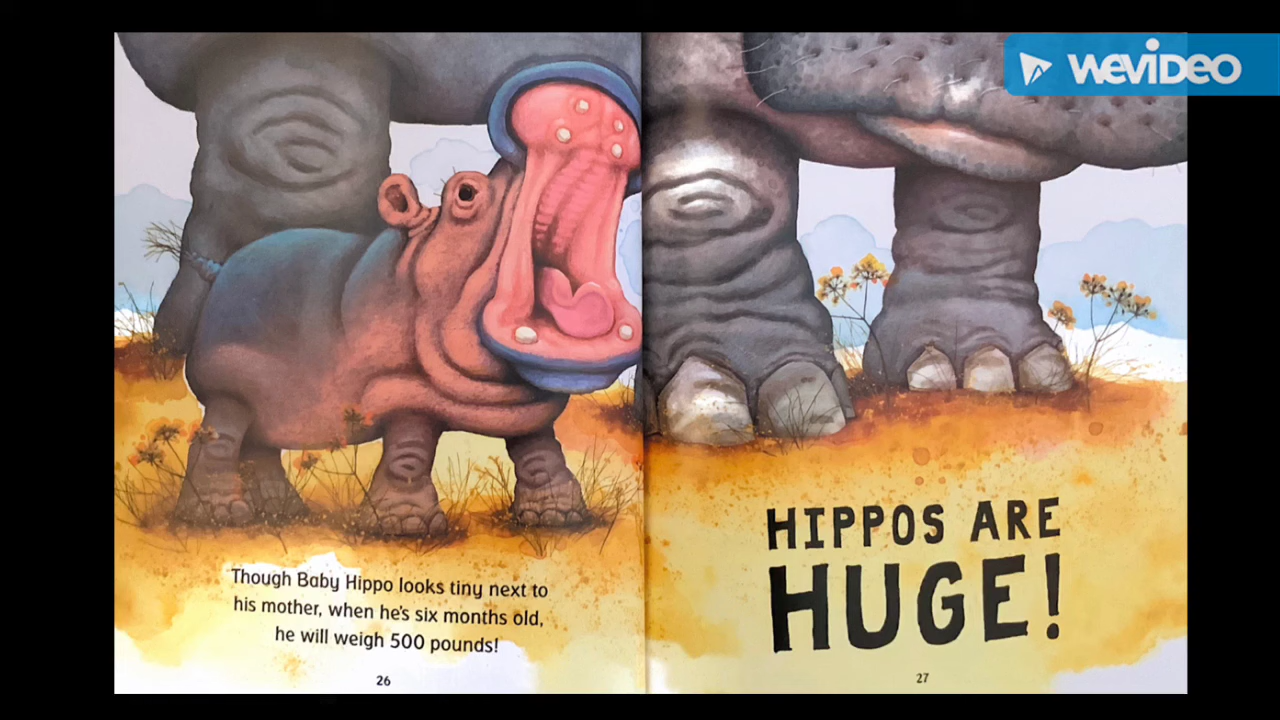 WEVIDEO
Though Baby Hippo looks tiny next to
his mother, when he's six months old,
he will weigh 500 pounds!
26
HIPPOS ARE
HUGE!
27